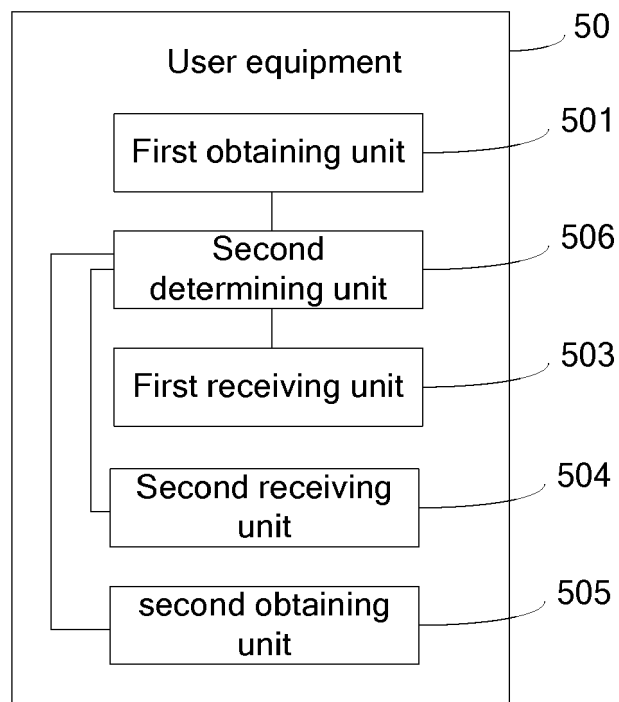 50
User equipment
501
First obtaining unit
506
Second
determining unit
503
First receiving unit
504
Second receiving
unit
505
second obtaining
unit